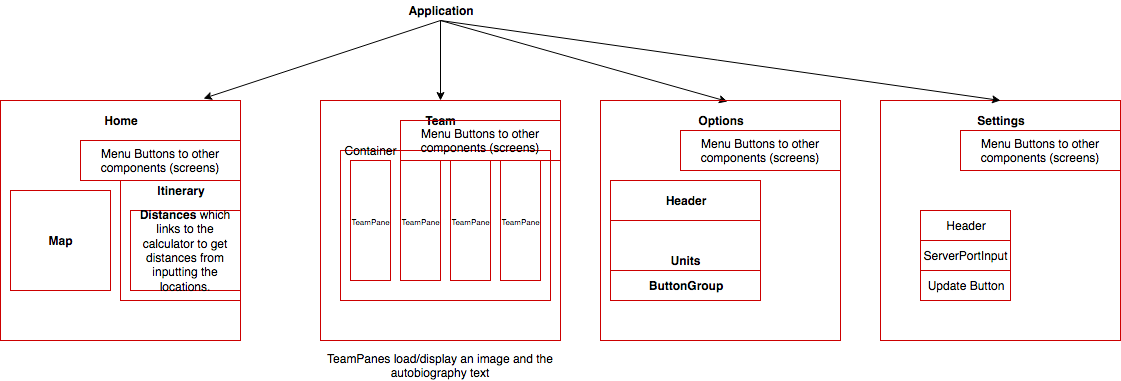 Application
Home
Menu Buttons to other
components (screens)
Itinerary
Map
Distances which
links to the
calculator to get
distances from
inputting the
locations.
Team
Menu Buttons to other
components (screens)
Container
TeamPane
TeamPane
TeamPane
TeamPane
TeamPanes load/display an image and the
autobiography text
Options
Menu Buttons to other
components (screens)
Header
Units
ButtonGroup
Settings
Menu Buttons to other
components (screens)
Header
ServerPortInput
Update Button